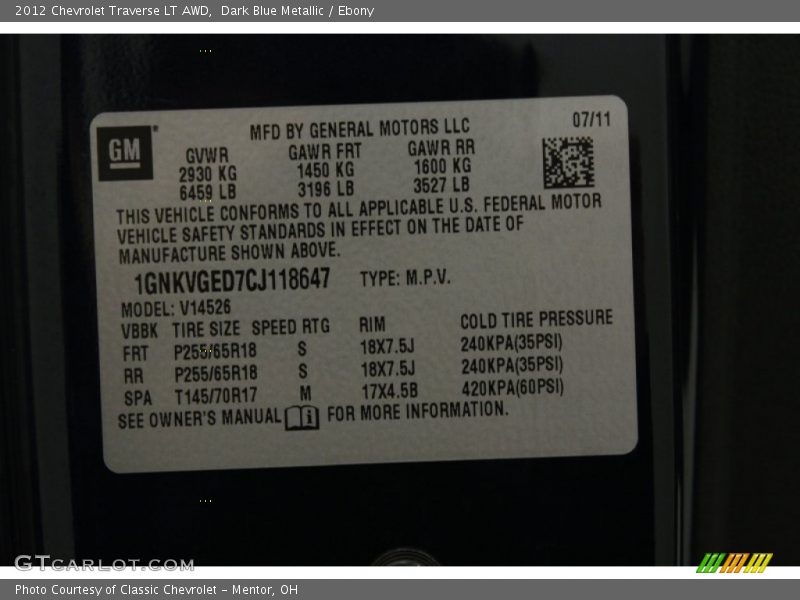 2012 Chevrolet Traverse LT AWD,  Dark Blue Metallic / Ebony
GM
MFD BY GENERAL MOTORS LLC
07/11
GVWR GAWR FRT GAWR RR
2930 KG 1450 KG 1600 KG
6459 LB 3196 LB 3527 LB
THIS VEHICLE CONFORMS TO ALL APPLICABLE U.S. FEDERAL MOTOR
VEHICLE SAFETY STANDARDS IN EFFECT ON THE DATE OF
MANUFACTURE SHOWN ABOVE.
1GNKVGED7CJ118647 TYPE: M.P.V.
MODEL: V14526
VBBK TIRE SIZE SPEED RTG RIM COLD TIRE PRESSURE
FRT P255/65R18 S 18X7.5J 240KPA(35PSI)
RR P255/65R18 S 18X7.5J 240KPA(35PSI)
SPA T145/70R17 M 17X4.5B 420KPA(60PSI)
SEE OWNER'S MANUAL i FOR MORE INFORMATION.
GTCARLOT.COM
Photo Courtesy of Classic Chevrolet - Mentor, OH